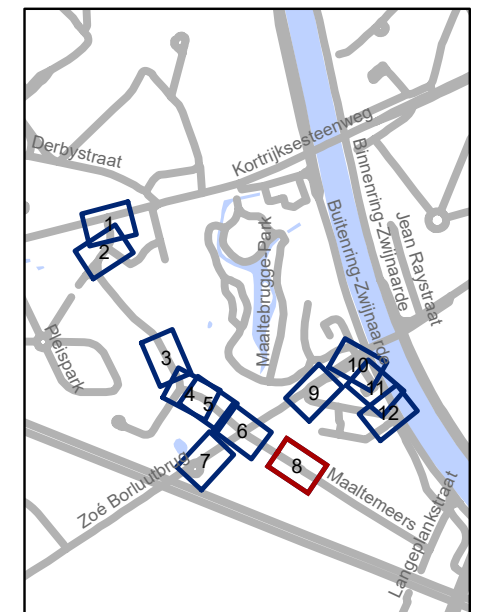 Kortrijksesteenweg
Derbystraat
Binnenring-Zwijnaarde
Buitenring-Zwijnaarde
Jean Raystraat
Maaltebrugge-Park
1
2
Pleispark
3
4
5
6
7
8
9
10
11
12
Zoé Borluutbrug
Maaltemeers
Langeplankstraat